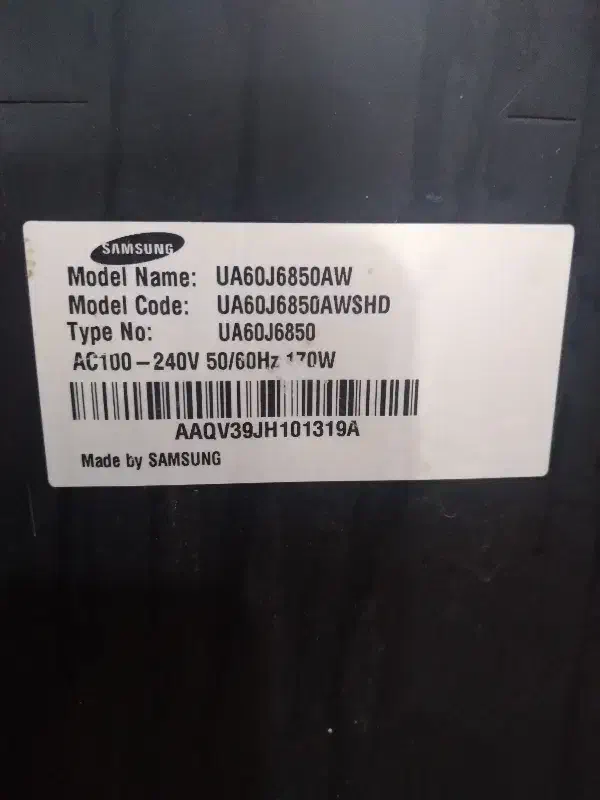 SAMSUNG
Model Name: UA60J6850AW
Model Code: UA60J6850AWSHD
Type No: UA60J6850
AC100-240V 50/60Hz 170W
AAQV39JH101319A
Made by SAMSUNG